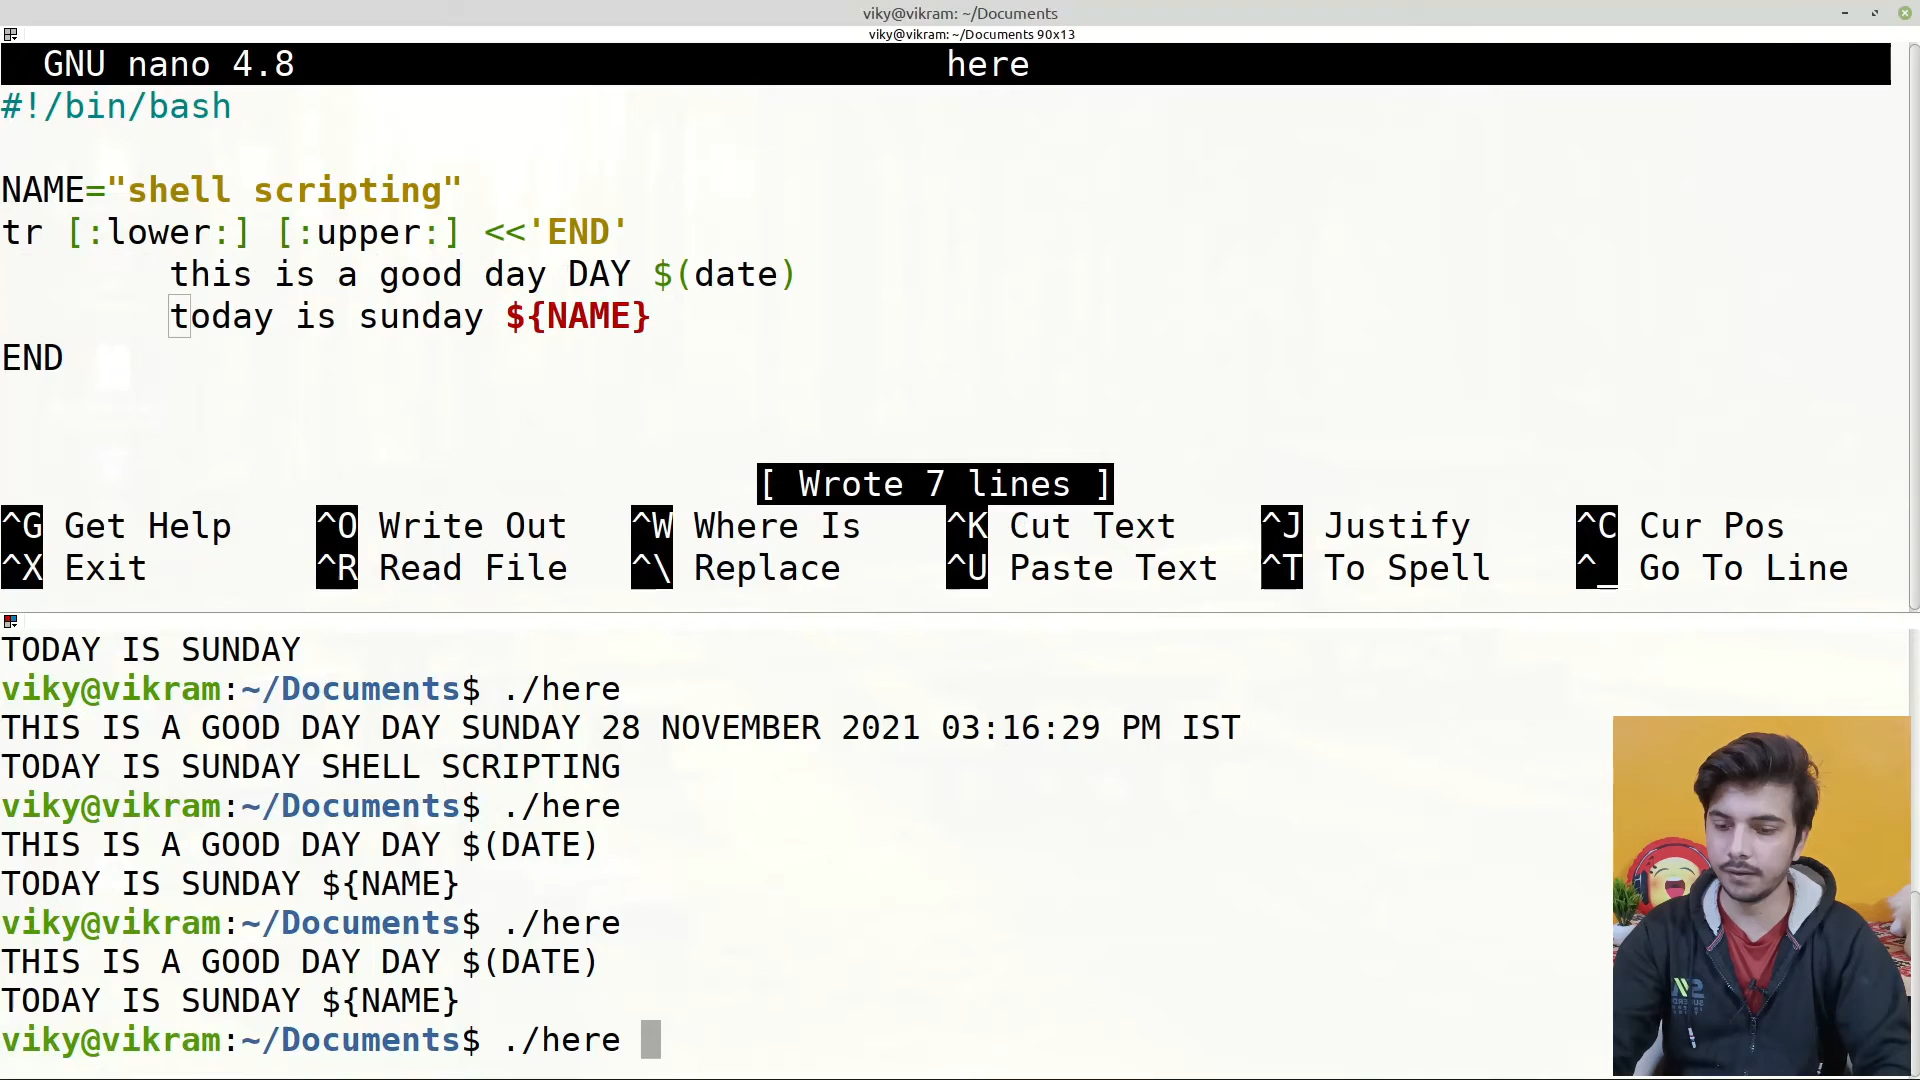 viky@vikram: ~/Documents
viky@vikram: ~/Documents 90x13
GNU nano 4.8 here
#!/bin/bash
NAME="shell scripting"
tr [:lower:] [:upper:] <<'END'
this is a good day DAY $(date)
today is sunday ${NAME}
END
[ Wrote 7 lines ]
^G Get Help ^O Write Out ^W Where Is ^K Cut Text ^J Justify ^C Cur Pos
^X Exit ^R Read File ^\ Replace ^U Paste Text ^T To Spell ^_ Go To Line
TODAY IS SUNDAY
viky@vikram:~/Documents$ ./here
THIS IS A GOOD DAY DAY SUNDAY 28 NOVEMBER 2021 03:16:29 PM IST
TODAY IS SUNDAY SHELL SCRIPTING
viky@vikram:~/Documents$ ./here
THIS IS A GOOD DAY DAY $(DATE)
TODAY IS SUNDAY ${NAME}
viky@vikram:~/Documents$ ./here
THIS IS A GOOD DAY DAY $(DATE)
TODAY IS SUNDAY ${NAME}
viky@vikram:~/Documents$ ./here